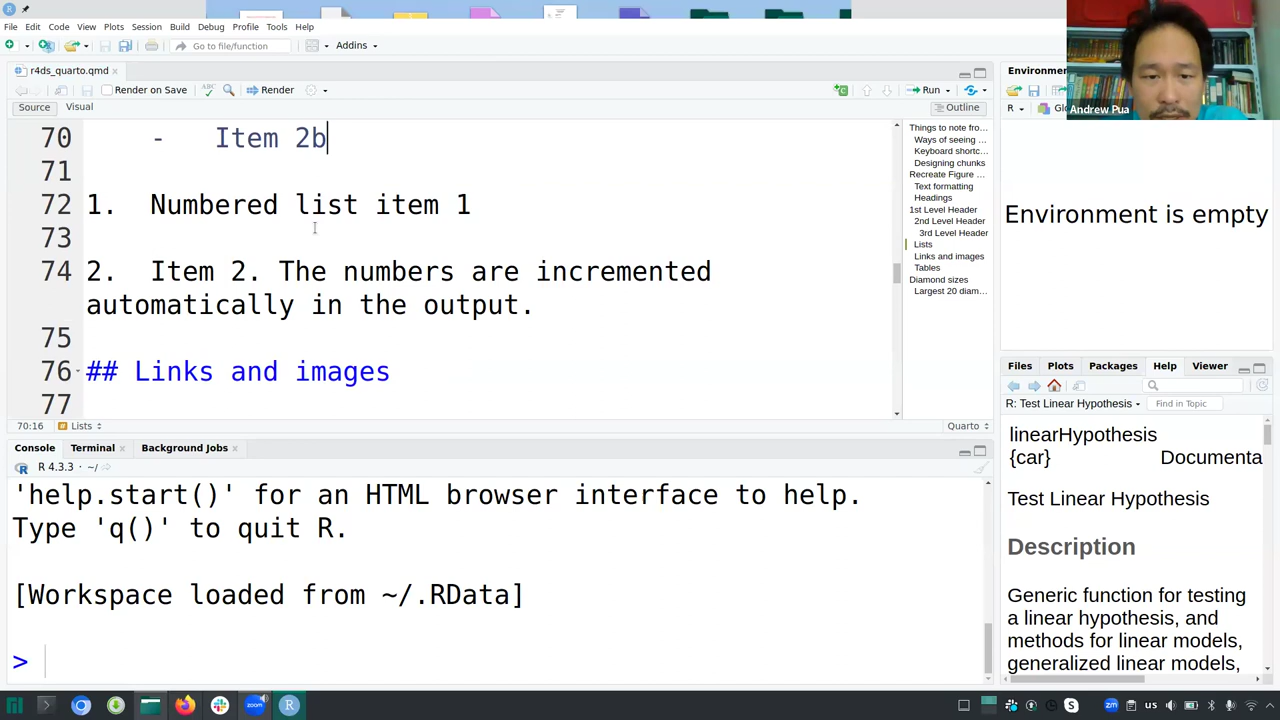 File Edit Code View Plots Session Build Debug Profile Tools Help
Go to file/function Addins
r4ds_quarto.qmd
Render on Save Render Run
Source Visual Outline
70 - Item 2b
71
72 1. Numbered list item 1
73
74 2. Item 2. The numbers are incremented
automatically in the output.
75
76 ## Links and images
77
70:16 Lists Quarto
Things to note fro...
Ways of seeing ...
Keyboard shortc...
Designing chunks
Recreate Figure ...
Text formatting
Headings
1st Level Header
2nd Level Header
3rd Level Header
Lists
Links and images
Tables
Diamond sizes
Largest 20 diam...
Console Terminal Background Jobs
R 4.3.3 · ~/
'help.start()' for an HTML browser interface to help.
Type 'q()' to quit R.
[Workspace loaded from ~/.RData]
>
Andrew Pua
Environment is empty
Files Plots Packages Help Viewer
R: Test Linear Hypothesis Find in Topic
linearHypothesis
{car} Documenta
Test Linear Hypothesis
Description
Generic function for testing
a linear hypothesis, and
methods for linear models,
generalized linear models,
zoom zm us